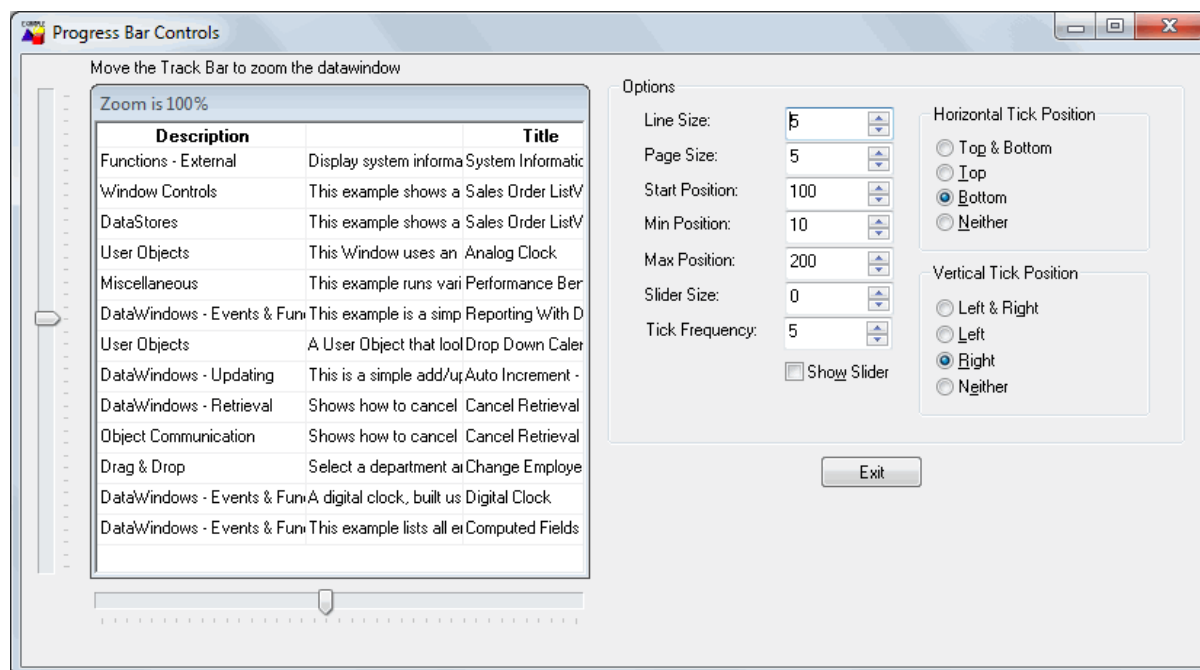 EXAMPLE
Progress Bar Controls
Move the Track Bar to zoom the datawindow
Zoom is 100%
Description Title
Functions - External Display system informa System Informatic
Window Controls This example shows a Sales Order ListV
DataStores This example shows a Sales Order ListV
User Objects This Window uses an Analog Clock
Miscellaneous This example runs vari Performance Ber
DataWindows - Events & Fun This example is a simp Reporting With D
User Objects A User Object that lool Drop Down Caler
DataWindows - Updating This is a simple add/up Auto Increment -
DataWindows - Retrieval Shows how to cancel Cancel Retrieval
Object Communication Shows how to cancel Cancel Retrieval
Drag & Drop Select a department ar Change Employe
DataWindows - Events & Fun A digital clock, built us Digital Clock
DataWindows - Events & Fun This example lists all er Computed Fields
Options
Line Size: 5
Page Size: 5
Start Position: 100
Min Position: 10
Max Position: 200
Slider Size: 0
Tick Frequency: 5
Show Slider
Horizontal Tick Position
Top & Bottom
Top
Bottom
Neither
Vertical Tick Position
Left & Right
Left
Right
Neither
Exit